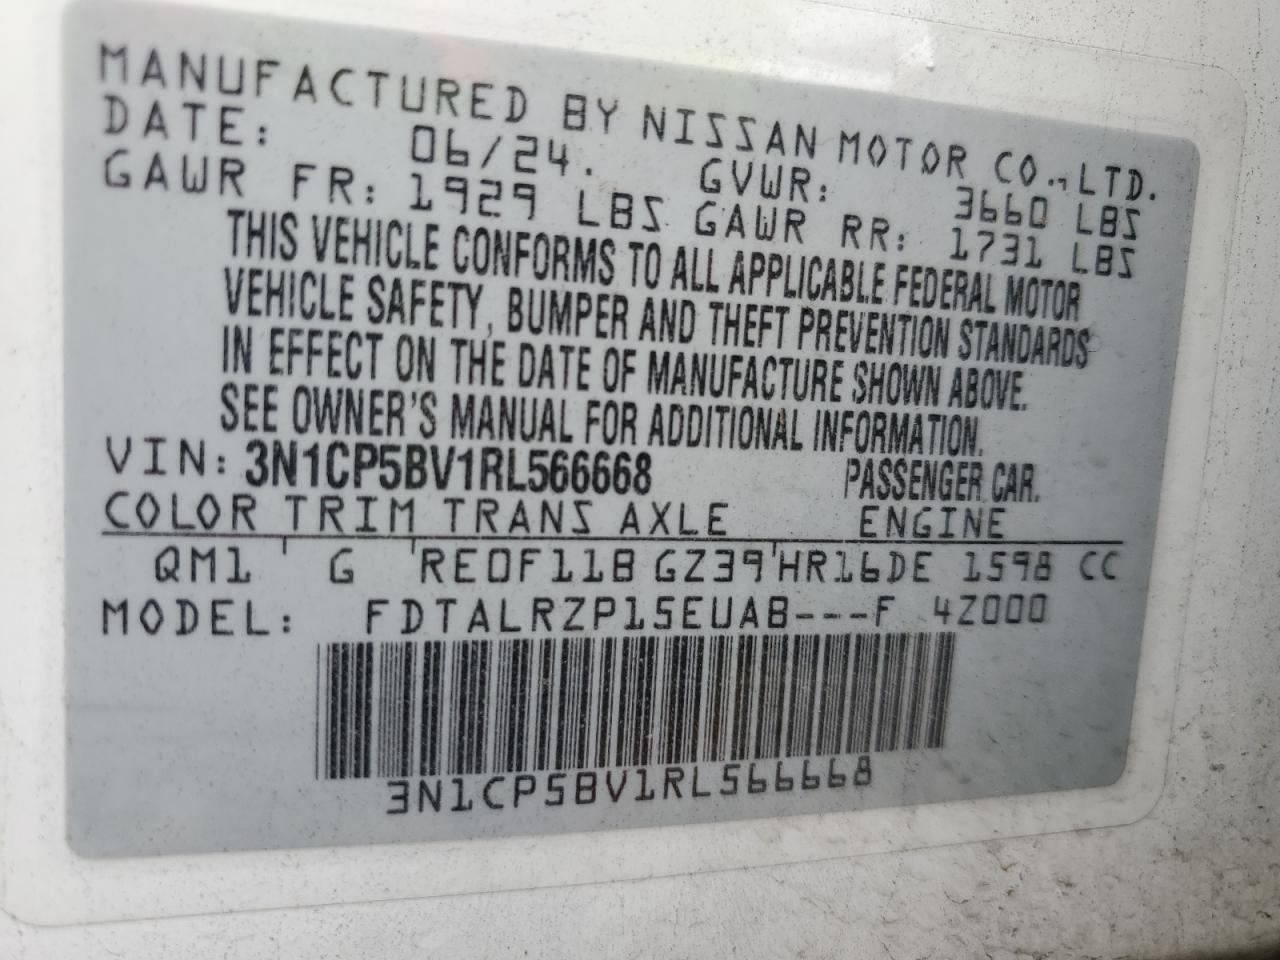 MANUFACTURED BY NISSAN MOTOR CO.,LTD.
DATE: 06/24. GVWR: 3660 LBS
GAWR FR: 1929 LBS GAWR RR: 1731 LBS
THIS VEHICLE CONFORMS TO ALL APPLICABLE FEDERAL MOTOR
VEHICLE SAFETY, BUMPER AND THEFT PREVENTION STANDARDS
IN EFFECT ON THE DATE OF MANUFACTURE SHOWN ABOVE.
SEE OWNER'S MANUAL FOR ADDITIONAL INFORMATION.
VIN: 3N1CP5BV1RL566668 PASSENGER CAR.
COLOR TRIM TRANS AXLE ENGINE
QM1 G RE0F11B GZ39 HR16DE 1598 CC
MODEL: FDTALRZP15EUAB---F 4Z000
3N1CP5BV1RL566668